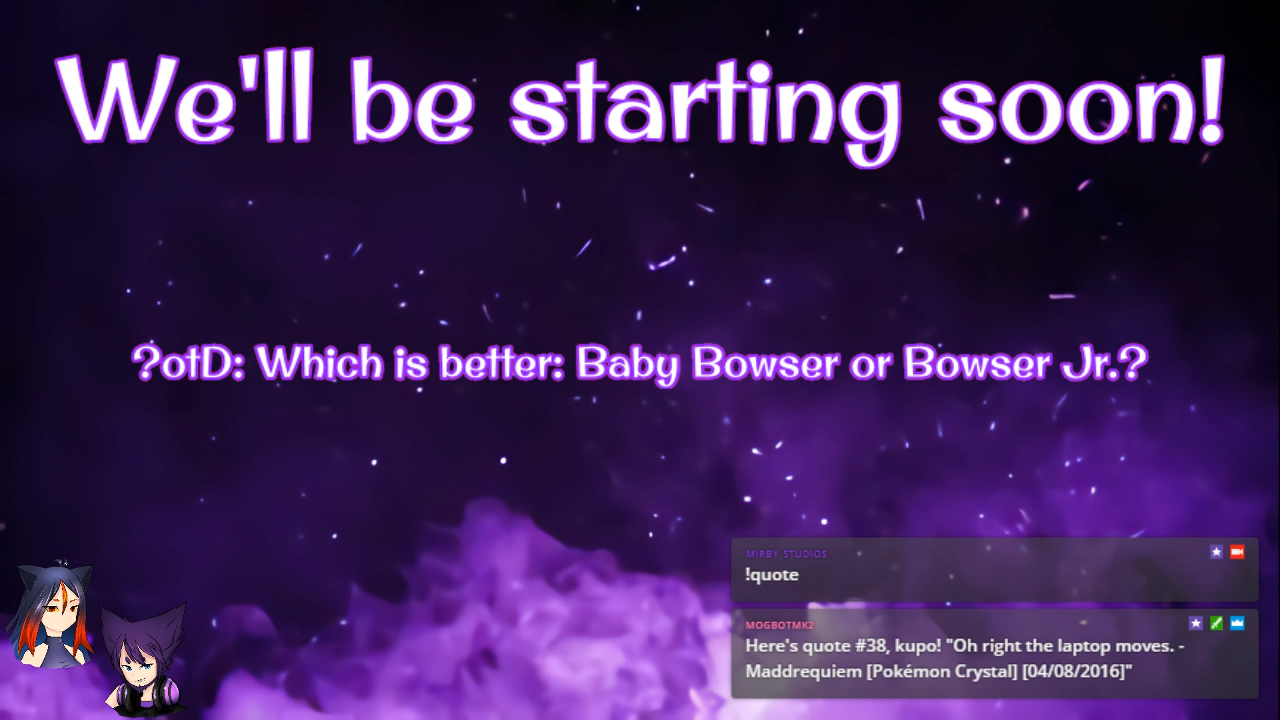 We'll be starting soon!
?otD: Which is better: Baby Bowser or Bowser Jr.?
MIRBY STUDIOS
!quote
MOGBOTMK2
Here's quote #38, kupo! "Oh right the laptop moves. -
Maddrequiem [Pokémon Crystal] [04/08/2016]"